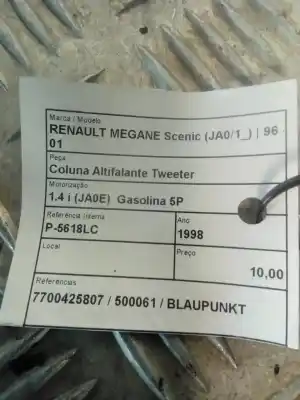 Marca / Modelo
RENAULT MEGANE Scenic (JA0/1_) | 96
01
Peça
Coluna Altifalante Tweeter
Motorização
1.4 i (JA0E) Gasolina 5P
Referência Interna
P-5618LC
Ano
1998
Local
Preço
10,00
Referências
7700425807 / 500061 / BLAUPUNKT